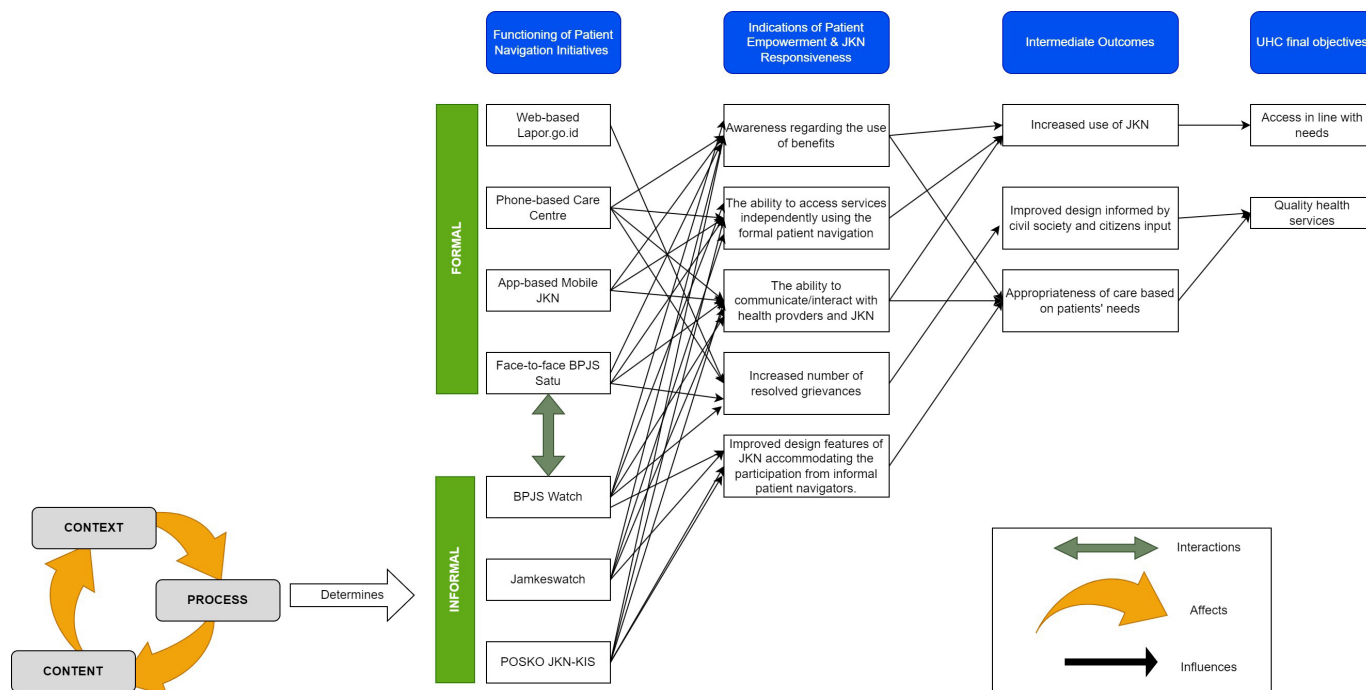 Functioning of Patient
Navigation Initiatives
Indications of Patient
Empowerment & JKN
Responsiveness
Intermediate Outcomes
UHC final objectives
FORMAL
Web-based
Lapor.go.id
Phone-based Care
Centre
App-based Mobile
JKN
Face-to-face BPJS
Satu
Awareness regarding the use
of benefits
The ability to access services
independently using the
formal patient navigation
The ability to
communicate/interact with
health provders and JKN
Increased number of
resolved grievances
Improved design features of
JKN accommodating the
participation from informal
patient navigators.
Increased use of JKN
Improved design informed by
civil society and citizens input
Appropriateness of care based
on patients' needs
Access in line with
needs
Quality health
services
INFORMAL
BPJS Watch
Jamkeswatch
POSKO JKN-KIS
CONTEXT
PROCESS
CONTENT
Determines
Interactions
Affects
Influences